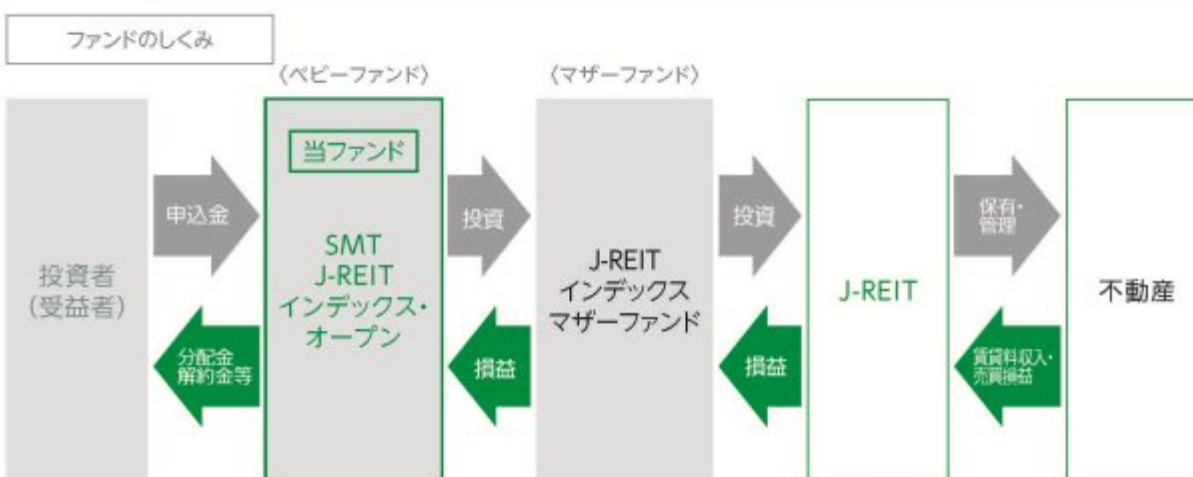 ファンドのしくみ
〈ベビーファンド〉
〈マザーファンド〉
投資者
(受益者)
申込金
分配金
解約金等
当ファンド
SMT
J-REIT
インデックス・
オープン
投資
損益
J-REIT
インデックス
マザーファンド
投資
損益
J-REIT
保有・
管理
賃貸料収入・
売買損益
不動産